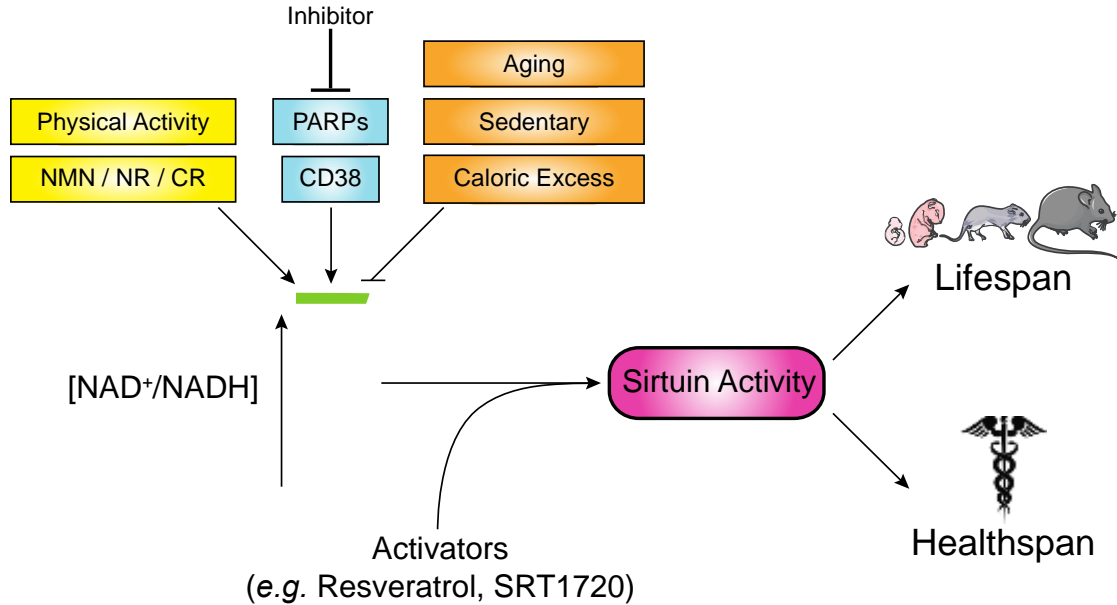 Inhibitor
Aging
Physical Activity
PARPs
Sedentary
NMN / NR / CR
CD38
Caloric Excess
Lifespan
[NAD⁺/NADH]
Sirtuin Activity
Healthspan
Activators
(e.g. Resveratrol, SRT1720)